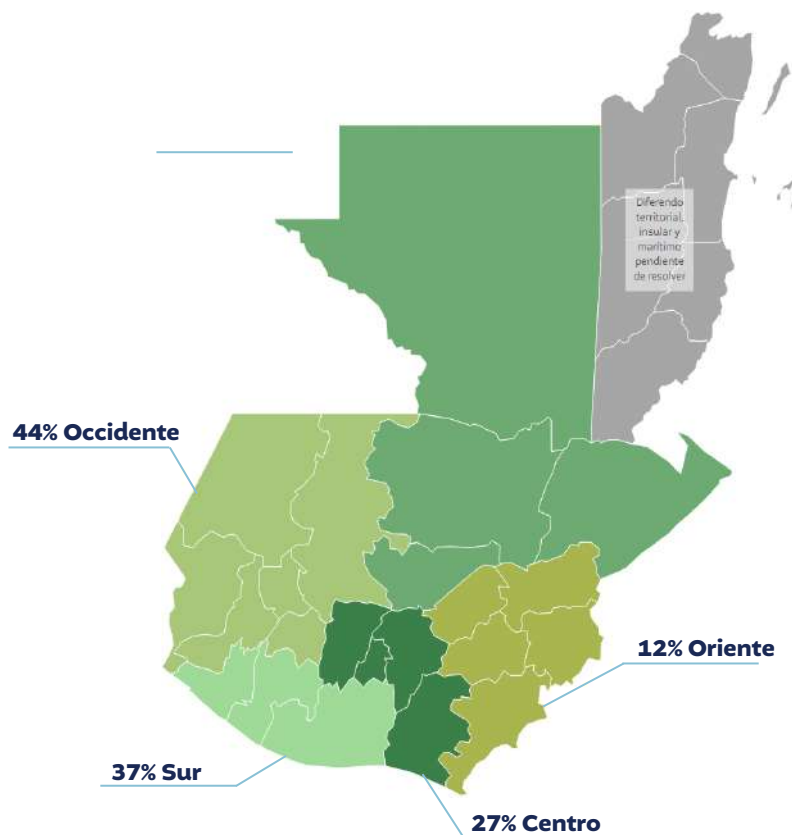 Diferendo
territorial,
insular y
marítimo
pendiente
de resolver
44% Occidente
12% Oriente
37% Sur
27% Centro